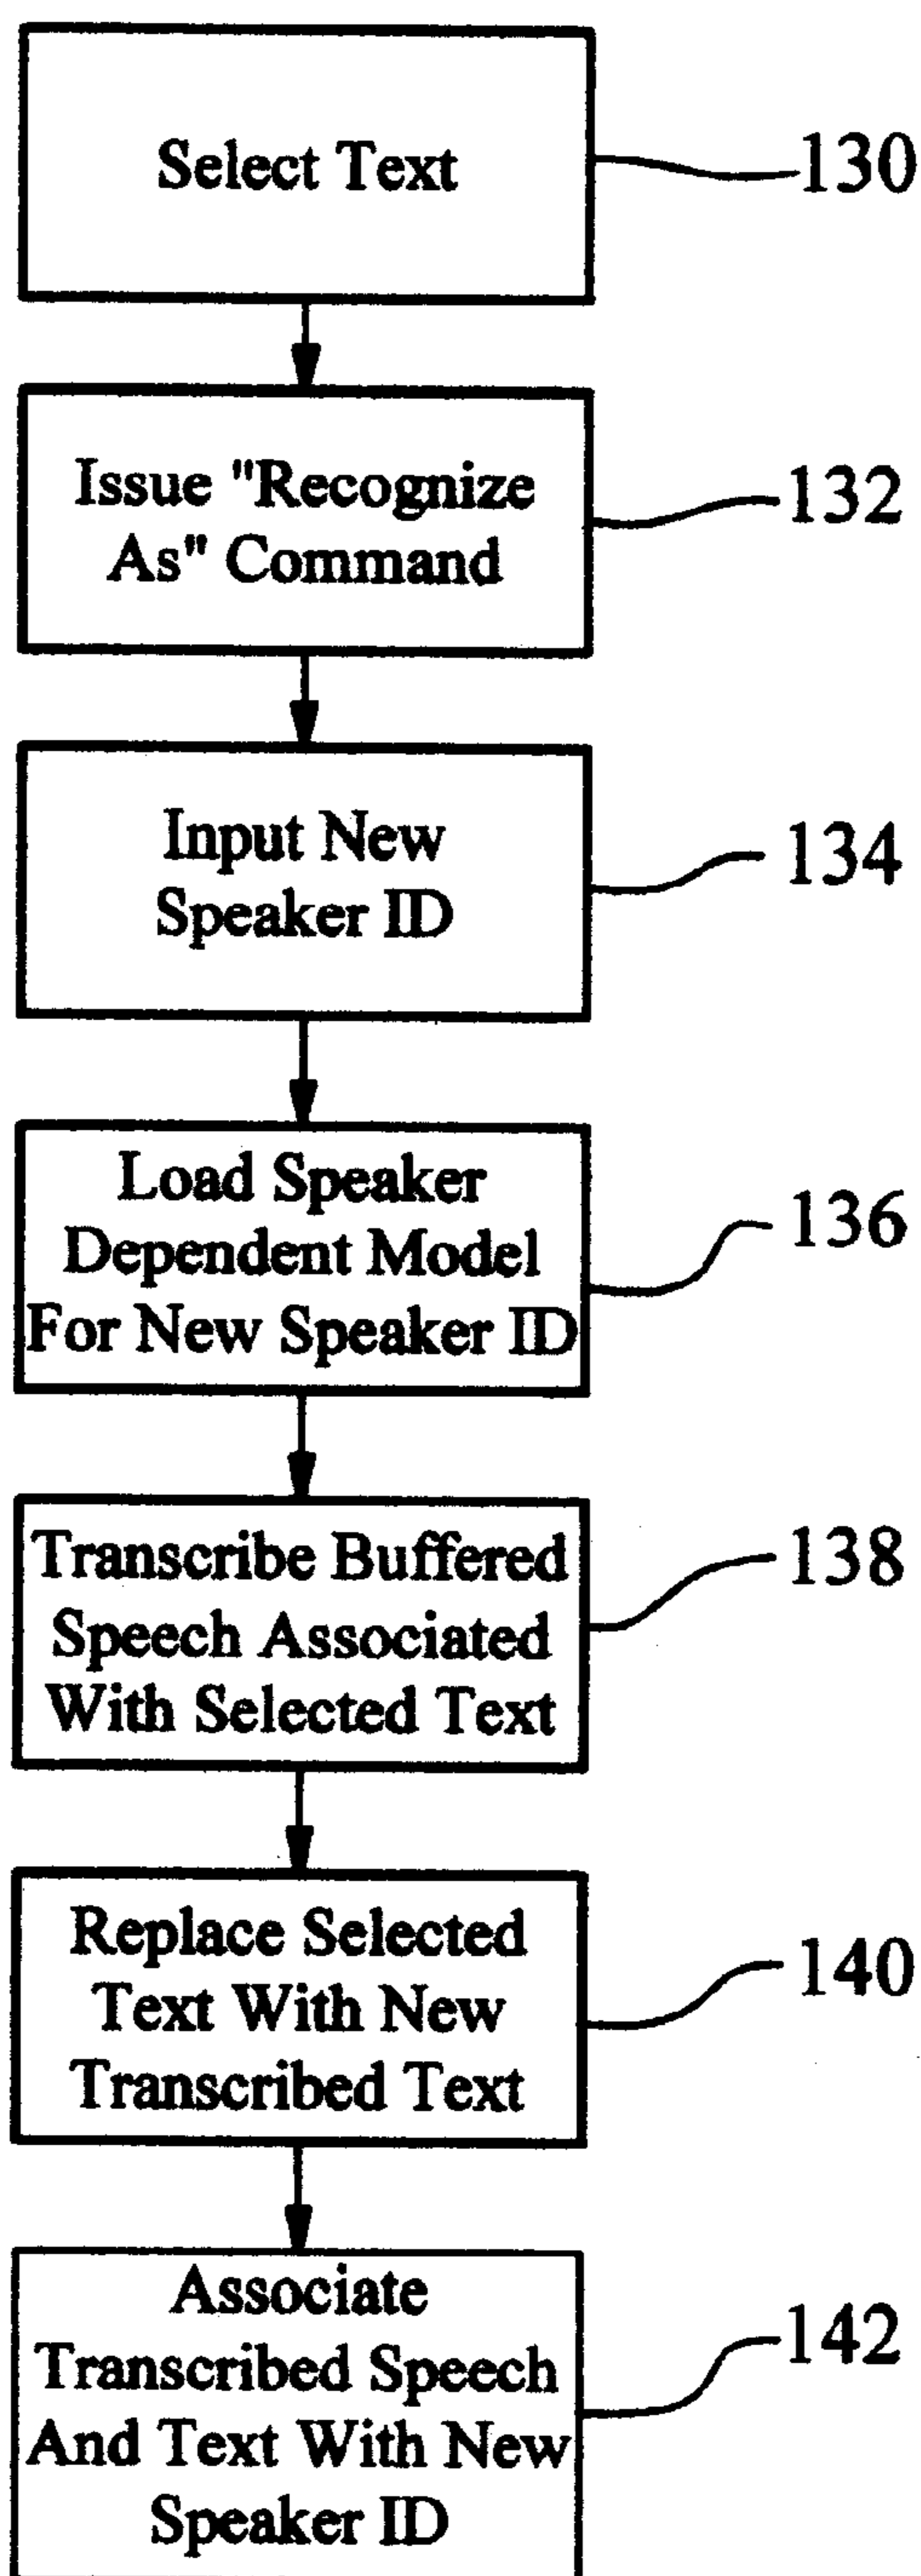 Select Text
130
Issue "Recognize
As" Command
132
Input New
Speaker ID
134
Load Speaker
Dependent Model
For New Speaker ID
136
Transcribe Buffered
Speech Associated
With Selected Text
138
Replace Selected
Text With New
Transcribed Text
140
Associate
Transcribed Speech
And Text With New
Speaker ID
142